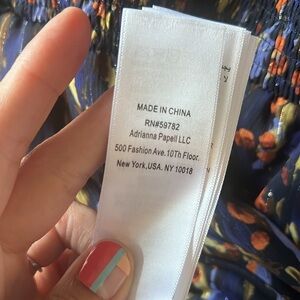 MADE IN CHINA
RN#59782
Adrianna Papell LLC
500 Fashion Ave.10Th Floor.
New York,USA. NY 10018